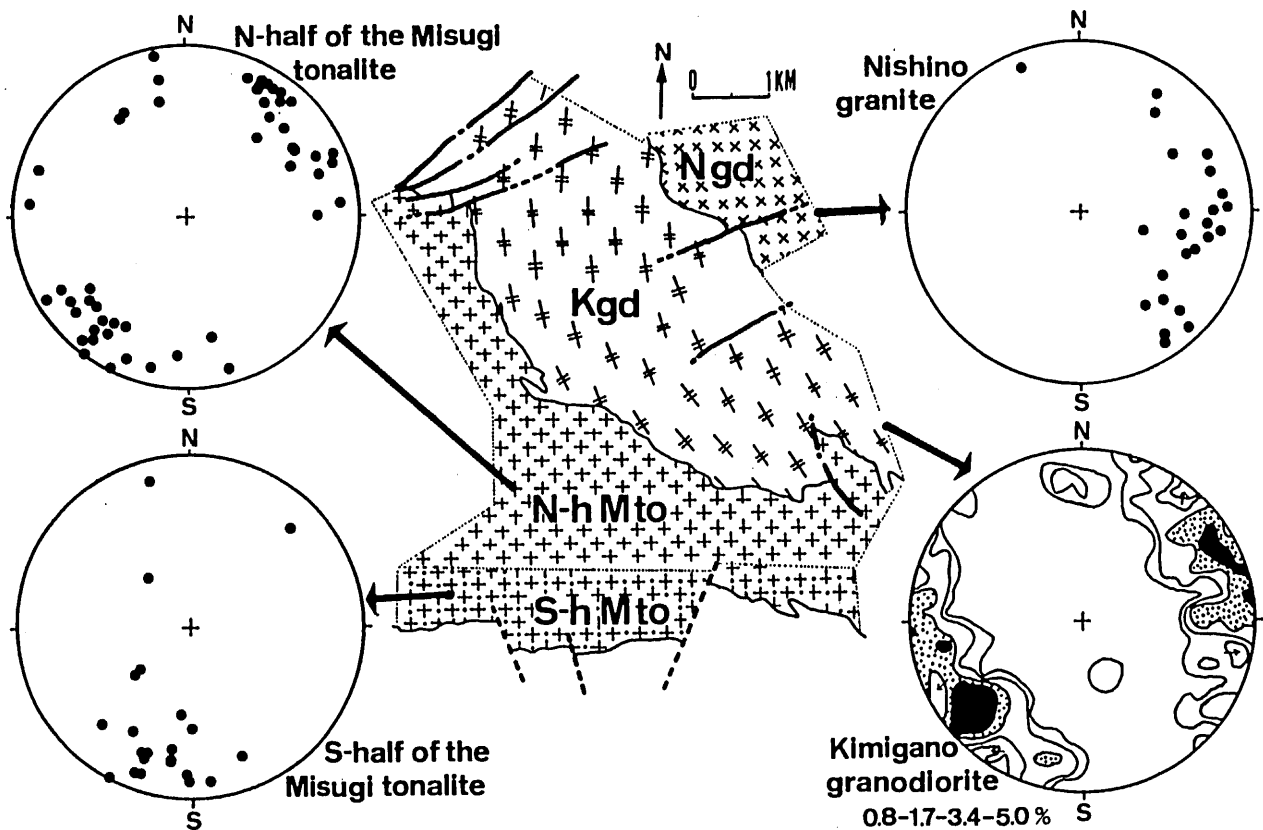 N
N-half of the Misugi
tonalite
S
N
0 1KM
N
Nishino
granite
S
Ngd
Kgd
N-h Mto
S-h Mto
N
S-half of the
Misugi tonalite
S
N
Kimigano
granodiorite
S
0.8-1.7-3.4-5.0 %